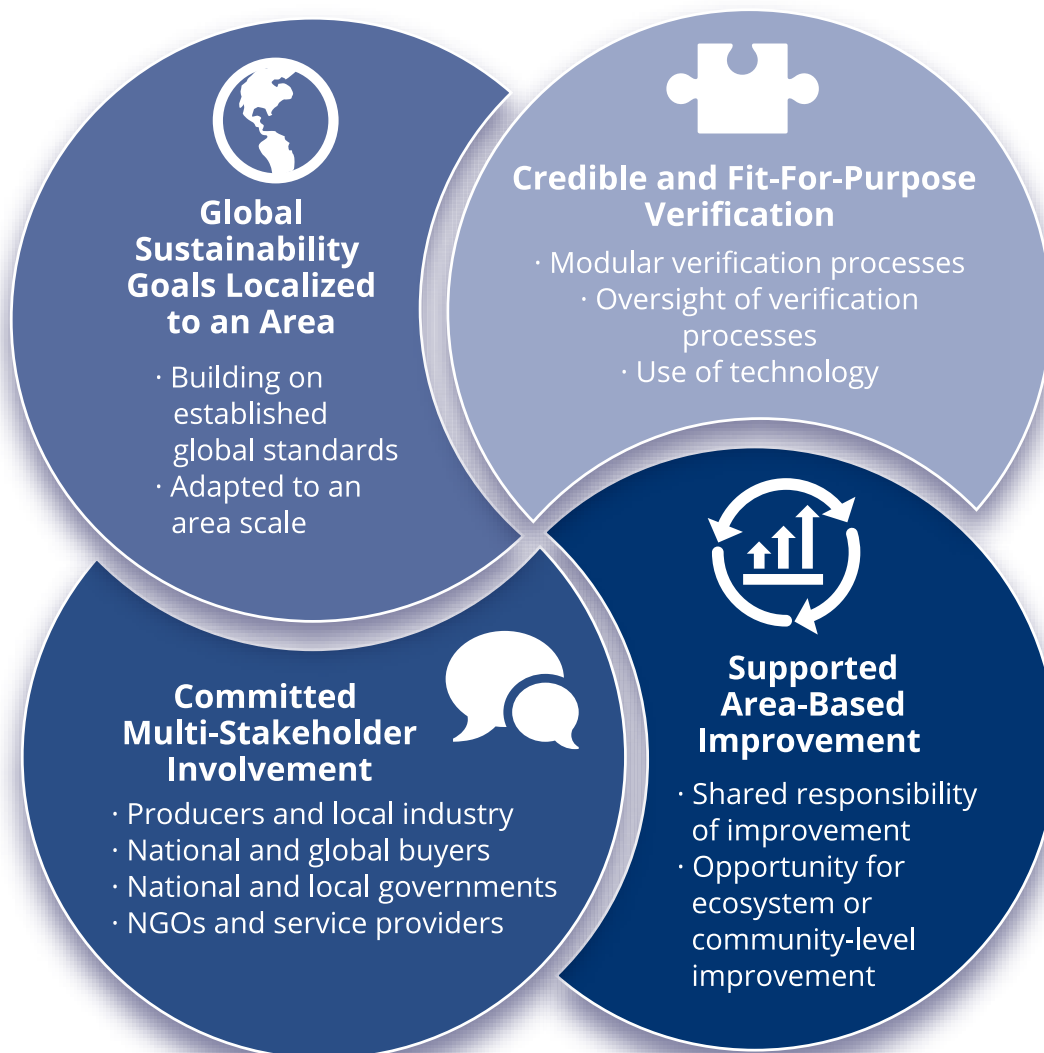 Global
Sustainability
Goals Localized
to an Area
· Building on
established
global standards
· Adapted to an
area scale
Credible and Fit-For-Purpose
Verification
· Modular verification processes
· Oversight of verification
processes
· Use of technology
Committed
Multi-Stakeholder
Involvement
· Producers and local industry
· National and global buyers
· National and local governments
· NGOs and service providers
Supported
Area-Based
Improvement
· Shared responsibility
of improvement
· Opportunity for
ecosystem or
community-level
improvement